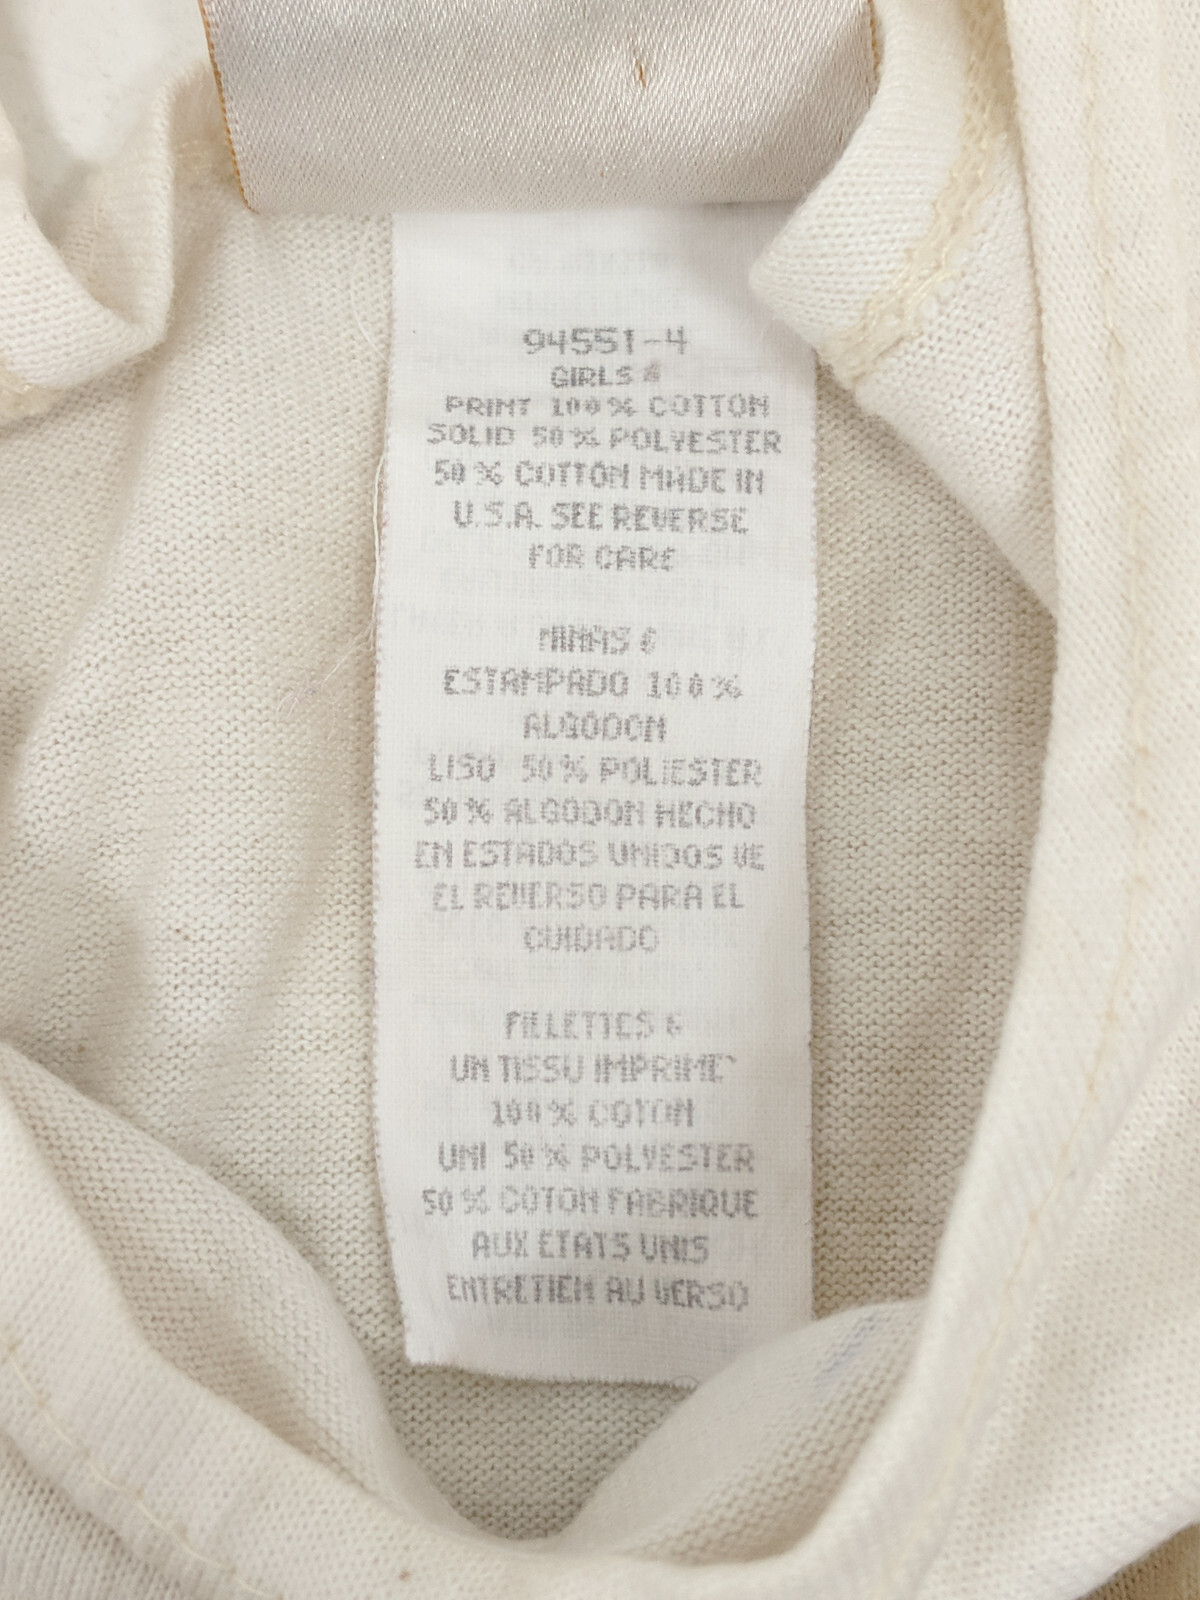 94551-4
GIRLS 6
PRINT 100% COTTON
SOLID 50% POLYESTER
50% COTTON MADE IN
U.S.A. SEE REVERSE
FOR CARE
NINAS 6
ESTAMPADO 100%
ALGODON
LISO 50% POLIESTER
50% ALGODON HECHO
EN ESTADOS UNIDOS VE
EL REVERSO PARA EL
CUIDADO
FILLETTES 6
UN TISSU IMPRIME`
100% COTON
UNI 50% POLYESTER
50% COTON FABRIQUE
AUX ETATS UNIS
ENTRETIEN AU VERSO